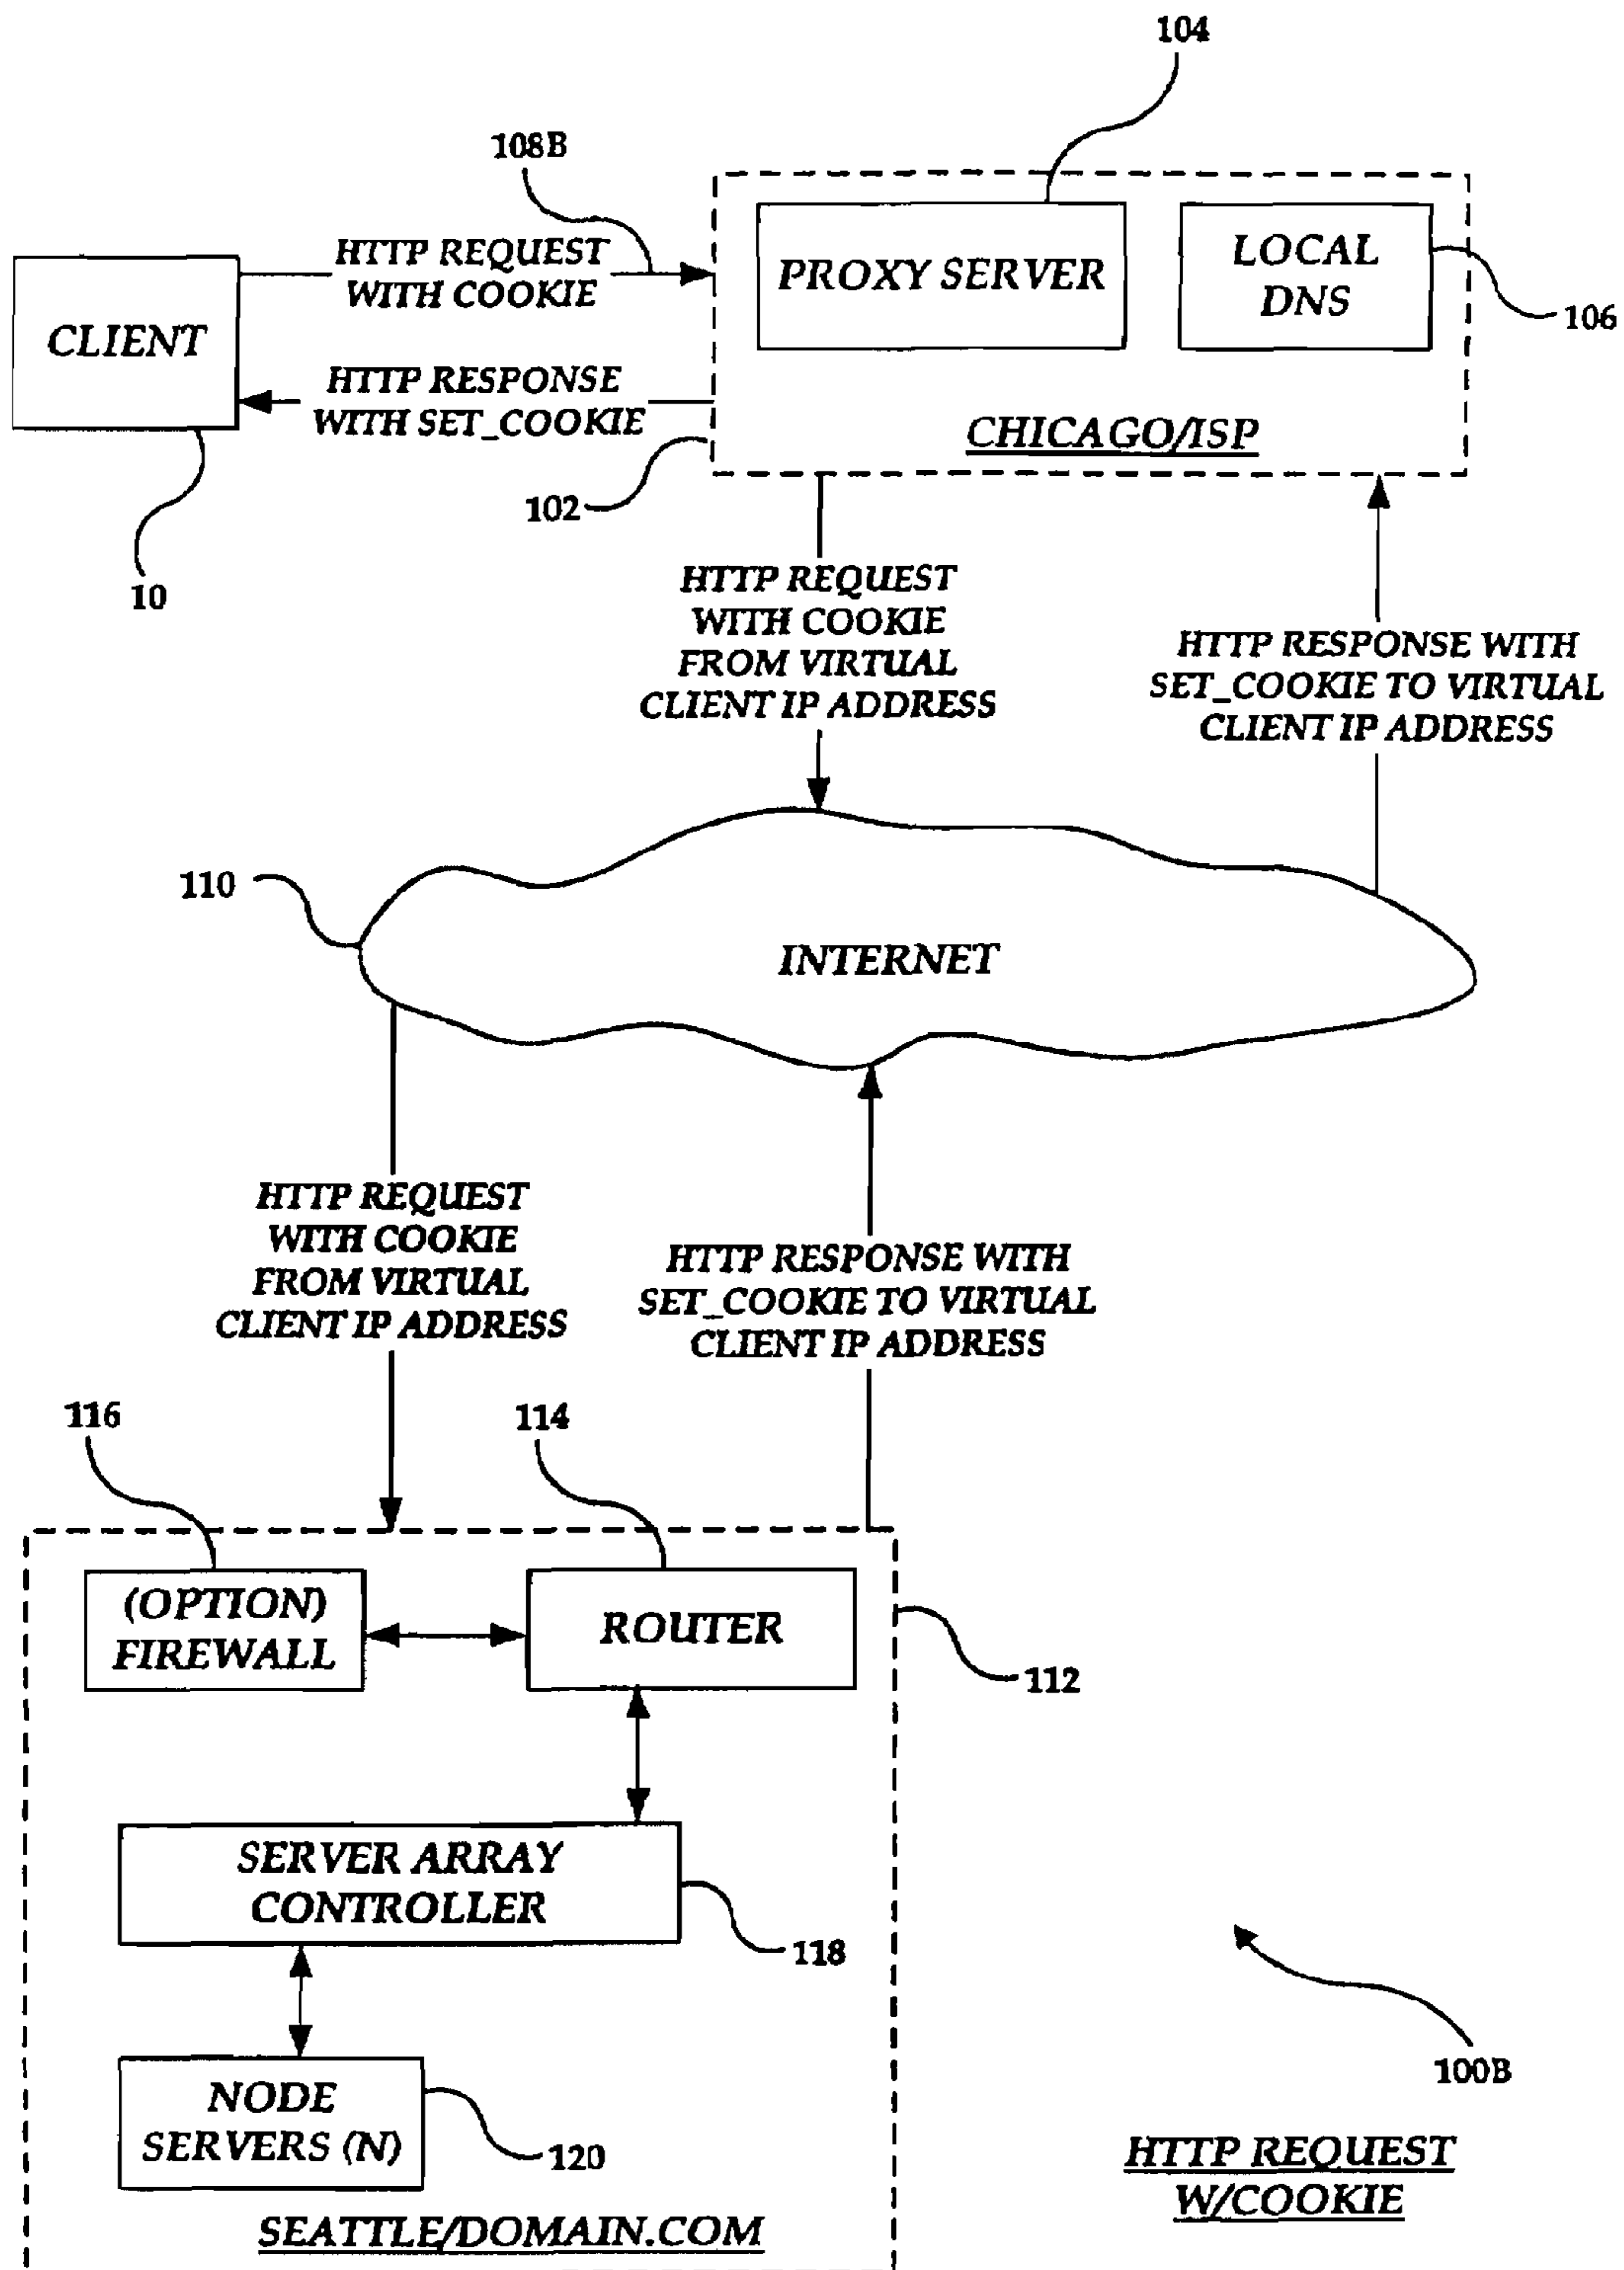 104
108B
HTTP REQUEST
WITH COOKIE
PROXY SERVER
LOCAL
DNS
106
CLIENT
HTTP RESPONSE
WITH SET_COOKIE
CHICAGO/ISP
102
10
HTTP REQUEST
WITH COOKIE
FROM VIRTUAL
CLIENT IP ADDRESS
HTTP RESPONSE WITH
SET_COOKIE TO VIRTUAL
CLIENT IP ADDRESS
110
INTERNET
HTTP REQUEST
WITH COOKIE
FROM VIRTUAL
CLIENT IP ADDRESS
HTTP RESPONSE WITH
SET_COOKIE TO VIRTUAL
CLIENT IP ADDRESS
116
114
(OPTION)
FIREWALL
ROUTER
112
SERVER ARRAY
CONTROLLER
118
NODE
SERVERS (N)
120
SEATTLE/DOMAIN.COM
100B
HTTP REQUEST
W/COOKIE